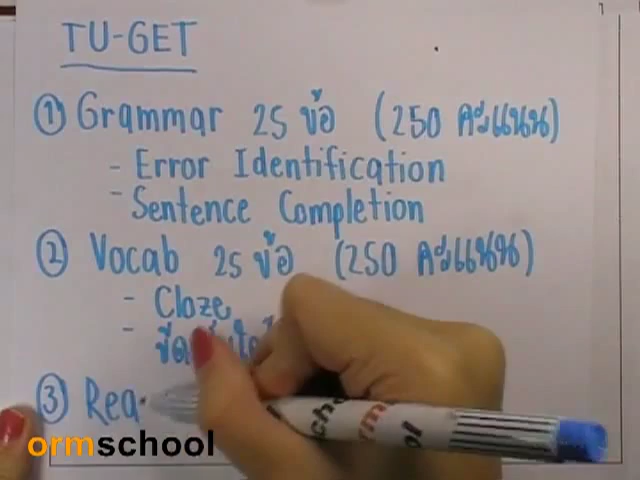 TU-GET
① Grammar 25 ข้อ (250 คะแนน)
- Error Identification
- Sentence Completion
② Vocab 25 ข้อ (250 คะแนน)
- Cloze
-
③ Rea
ormschool